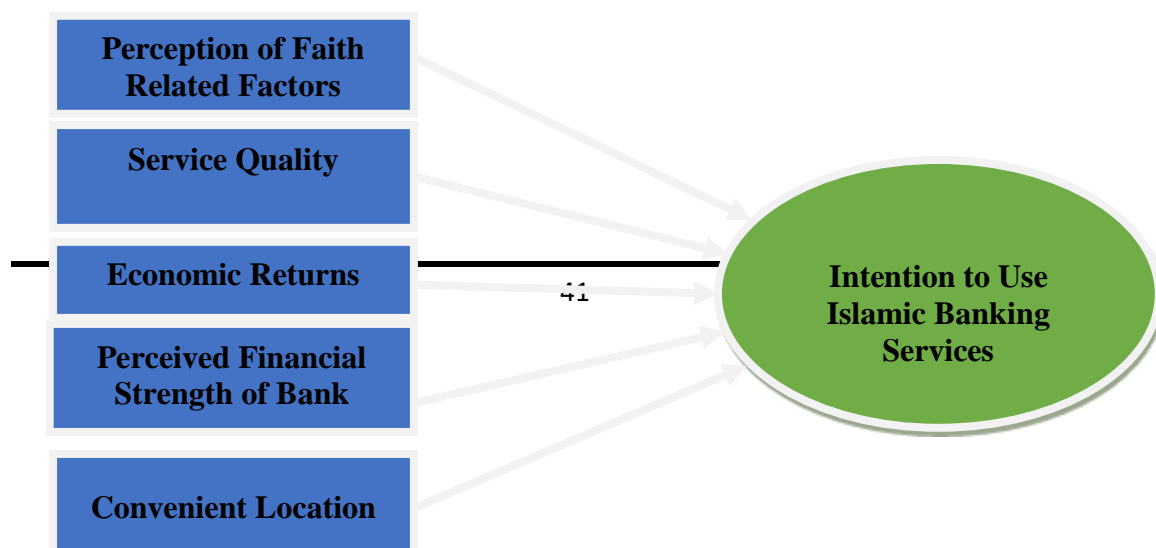 Perception of Faith
Related Factors
Service Quality
Economic Returns
41
Perceived Financial
Strength of Bank
Convenient Location
Intention to Use
Islamic Banking
Services